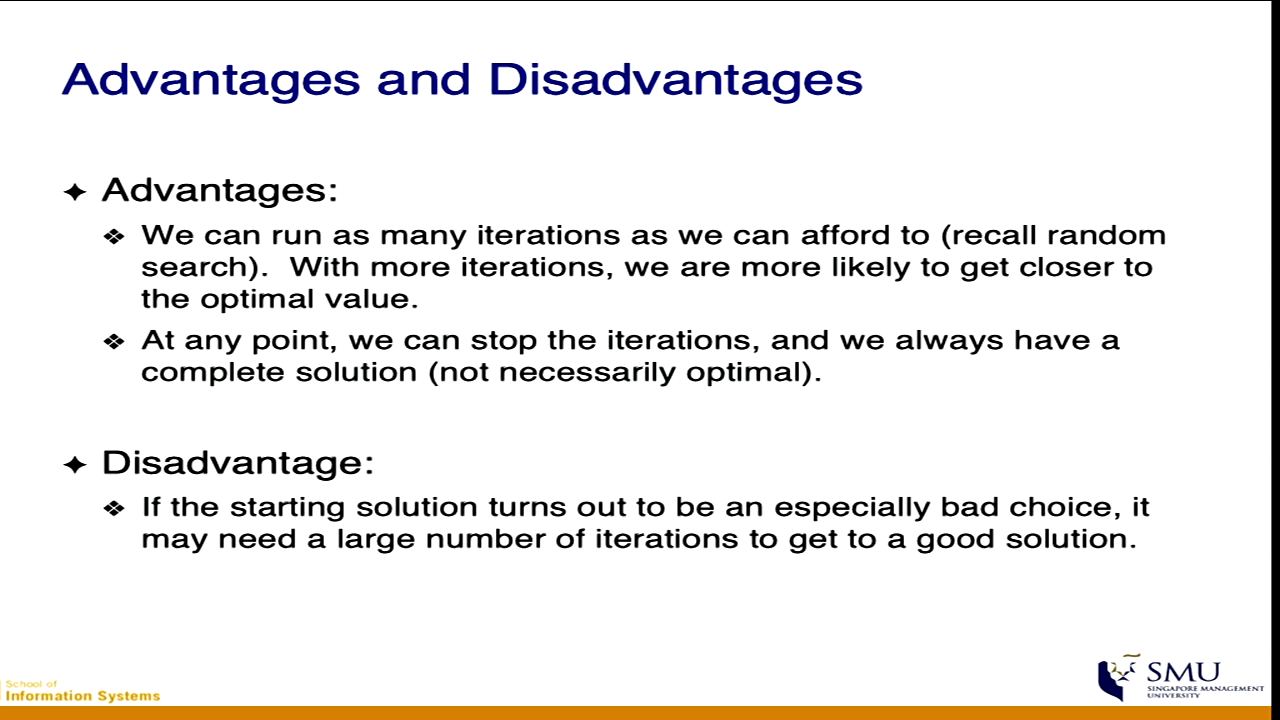 Advantages and Disadvantages
Advantages:
We can run as many iterations as we can afford to (recall random
search).  With more iterations, we are more likely to get closer to
the optimal value.
At any point, we can stop the iterations, and we always have a
complete solution (not necessarily optimal).
Disadvantage:
If the starting solution turns out to be an especially bad choice, it
may need a large number of iterations to get to a good solution.
School of
Information Systems
SMU
SINGAPORE MANAGEMENT
UNIVERSITY